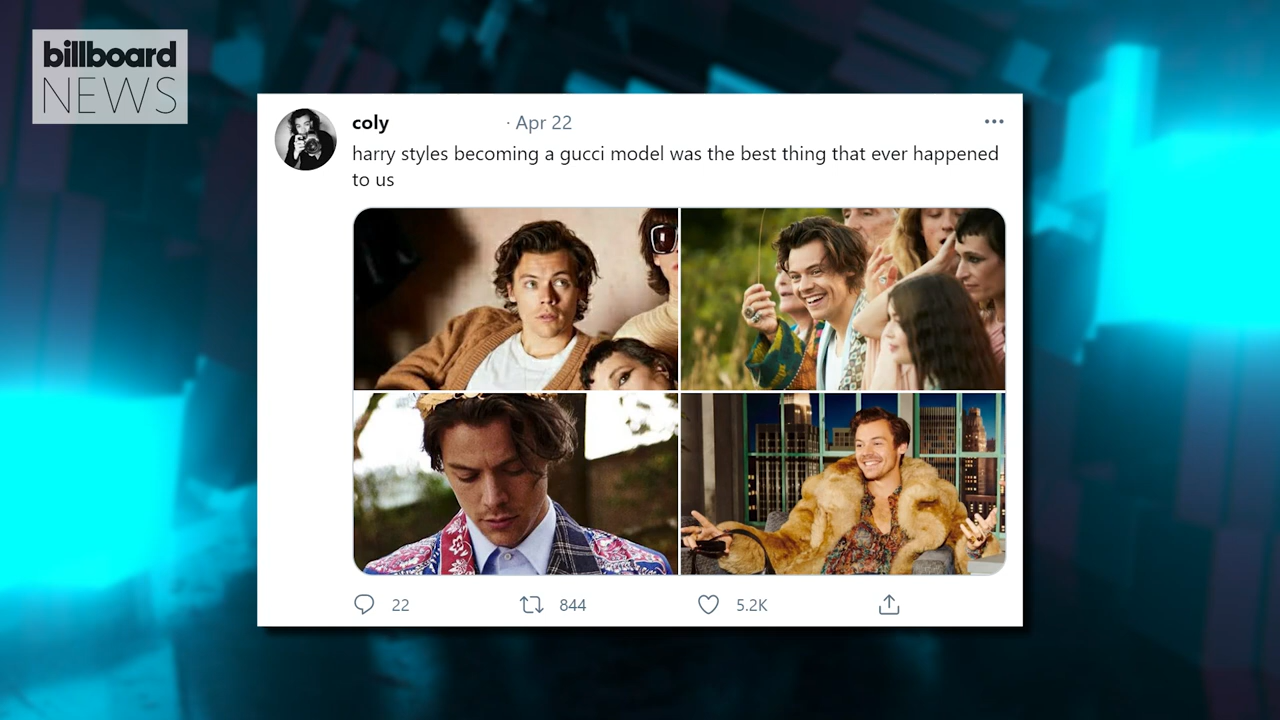 billboard
NEWS
coly · Apr 22
harry styles becoming a gucci model was the best thing that ever happened
to us
22 844 5.2K